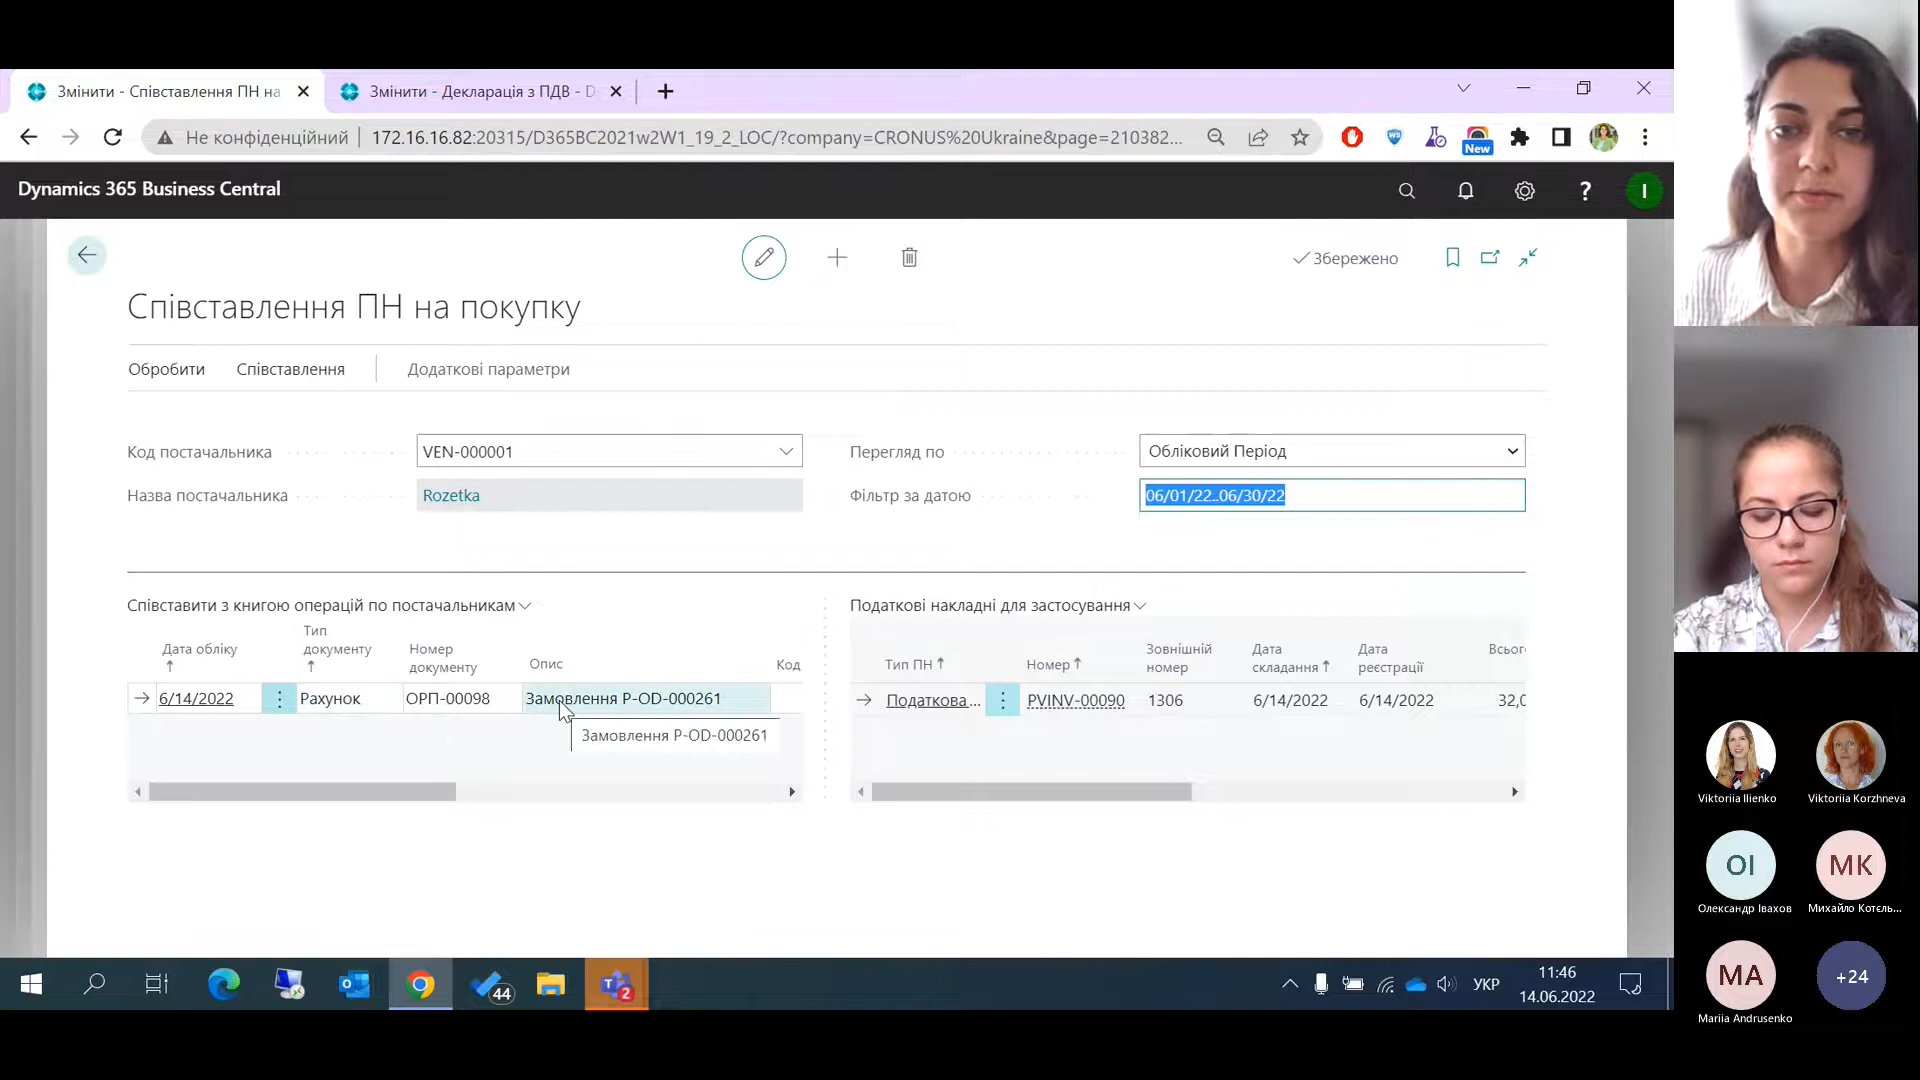 Змінити - Співставлення ПН на
Змінити - Декларація з ПДВ - D
Не конфіденційний
172.16.16.82:20315/D365BC2021w2W1_19_2_LOC/?company=CRONUS%20Ukraine&page=210382...
New
Dynamics 365 Business Central
?
I
Збережено
Співставлення ПН на покупку
Обробити
Співставлення
Додаткові параметри
Код постачальника
VEN-000001
Перегляд по
Обліковий Період
Назва постачальника
Rozetka
Фільтр за датою
06/01/22..06/30/22
Співставити з книгою операцій по постачальникам
Дата обліку
Тип документу
Номер документу
Опис
Код
6/14/2022
Рахунок
ОРП-00098
Замовлення P-OD-000261
Замовлення P-OD-000261
Податкові накладні для застосування
Тип ПН
Номер
Зовнішній номер
Дата складання
Дата реєстрації
Всього
Податкова...
PVINV-00090
1306
6/14/2022
6/14/2022
32,0
44
2
УКР
11:46
14.06.2022
Viktoriia Ilienko
Viktoriia Korzhneva
OI
Олександр Івахов
MK
Михайло Котєль...
MA
Mariia Andrusenko
+24